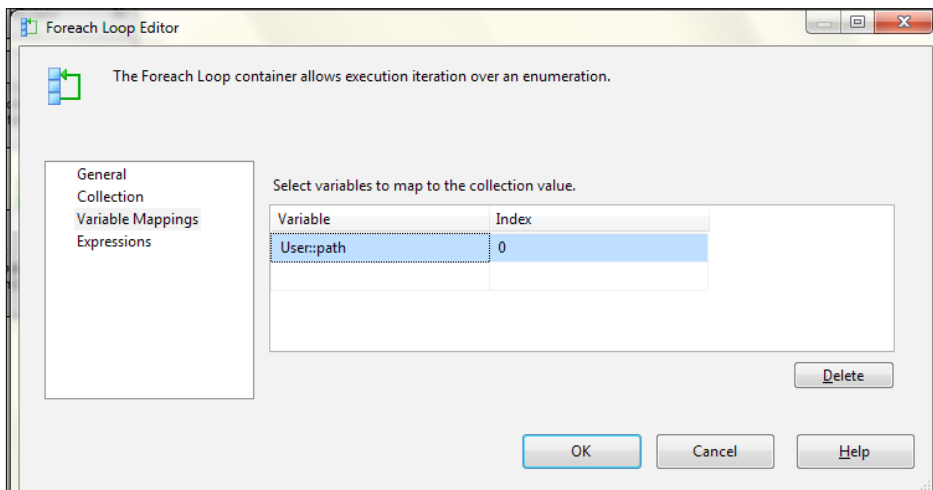 Foreach Loop Editor
The Foreach Loop container allows execution iteration over an enumeration.
General
Collection
Variable Mappings
Expressions
Select variables to map to the collection value.
Variable Index
User::path 0
Delete
OK Cancel Help